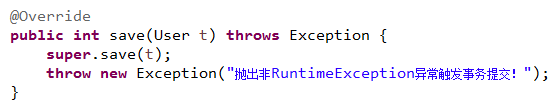 @Override
public int save(User t) throws Exception {
    super.save(t);
    throw new Exception("抛出非RuntimeException异常触发事务提交！");
}